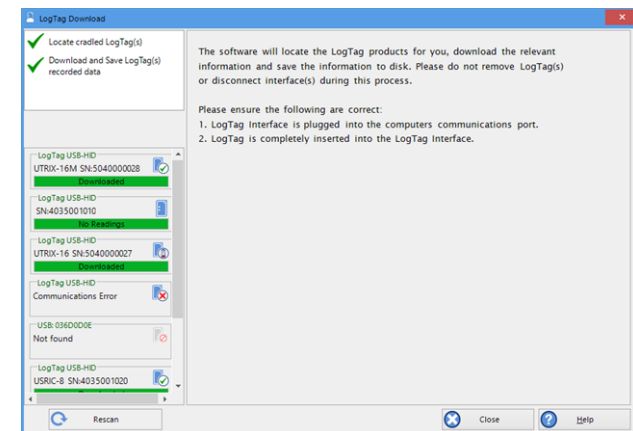 LogTag Download
Locate cradled LogTag(s)
Download and Save LogTag(s)
recorded data
The software will locate the LogTag products for you, download the relevant
information and save the information to disk. Please do not remove LogTag(s)
or disconnect interface(s) during this process.
Please ensure the following are correct:
1. LogTag Interface is plugged into the computers communications port.
2. LogTag is completely inserted into the LogTag Interface.
LogTag USB-HID
UTRIX-16M SN:5040000028
Downloaded
LogTag USB-HID
SN:4035001010
No Readings
LogTag USB-HID
UTRIX-16 SN:5040000027
Downloaded
LogTag USB-HID
Communications Error
USB: 036D0D0E
Not found
LogTag USB-HID
USRIC-8 SN:4035001020
Rescan
Close
Help